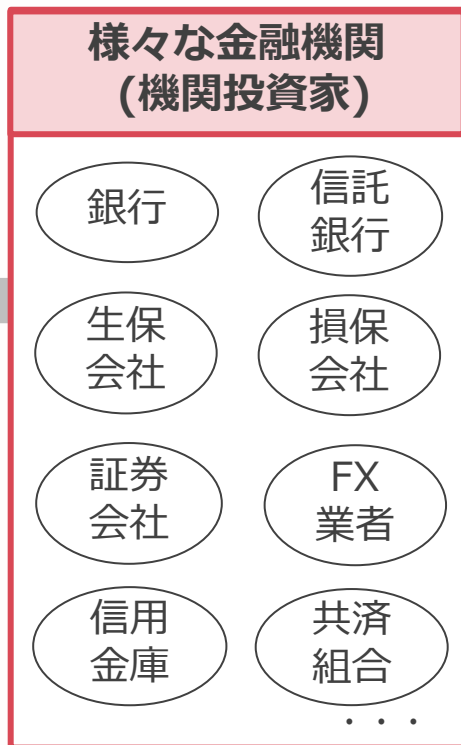 様々な金融機関
(機関投資家)
銀行
信託
銀行
生保
会社
損保
会社
証券
会社
FX
業者
信用
金庫
共済
組合
・・・